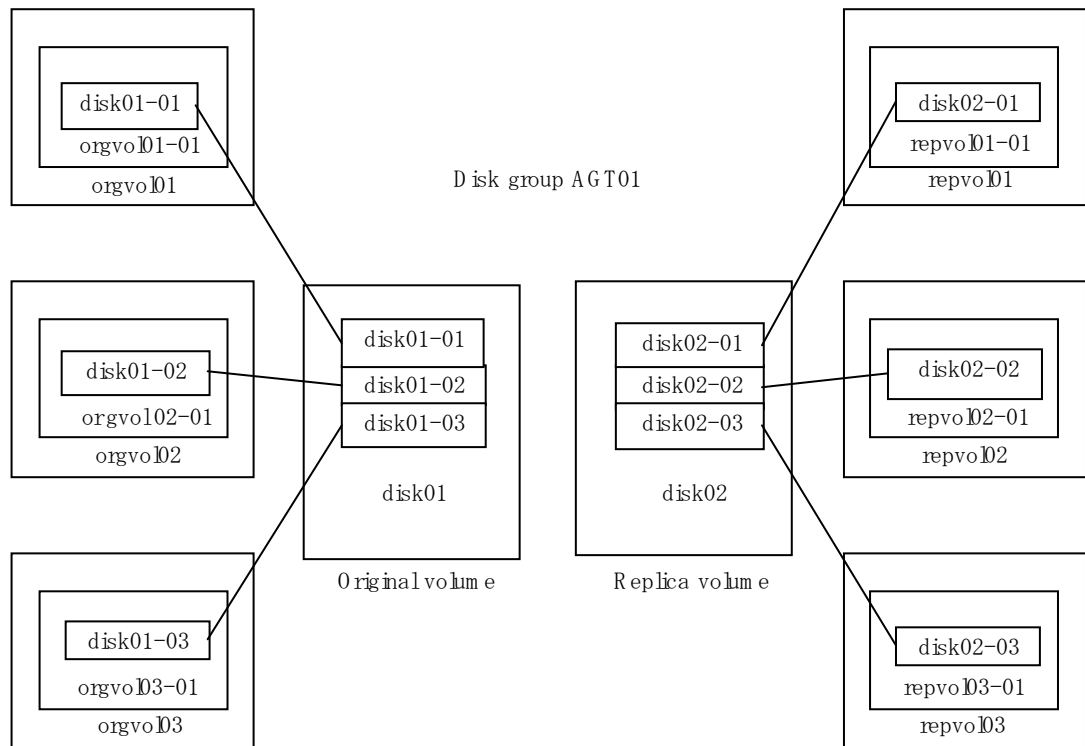 disk01-01
orgvol01-01
orgvol01
disk02-01
repvol01-01
repvol01
Disk group AGT01
disk01-02
orgvol02-01
orgvol02
disk01-01
disk01-02
disk01-03
disk01
Original volume
disk02-01
disk02-02
disk02-03
disk02
Replica volume
disk02-02
repvol02-01
repvol02
disk01-03
orgvol03-01
orgvol03
disk02-03
repvol03-01
repvol03